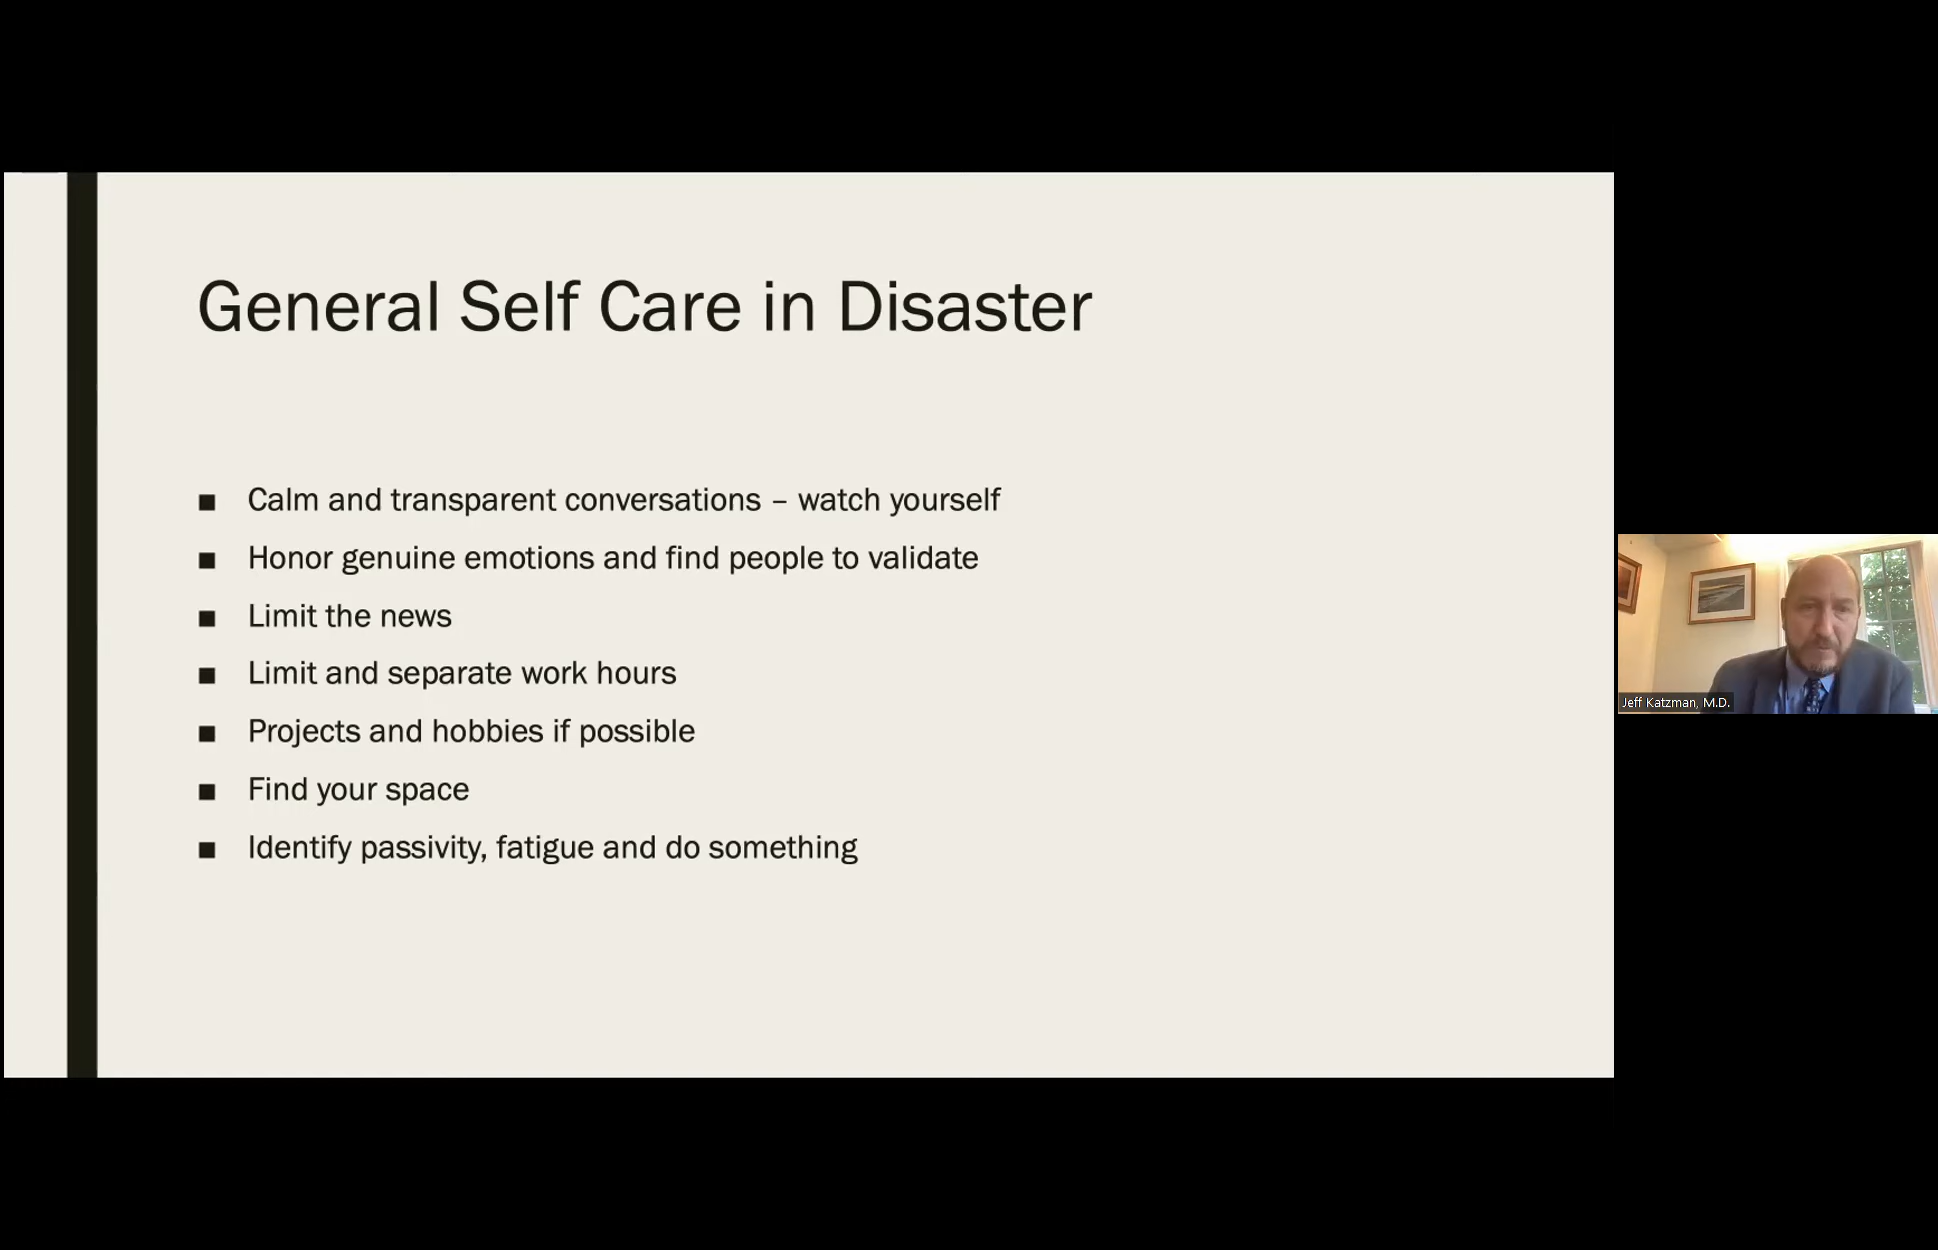 General Self Care in Disaster
■ Calm and transparent conversations – watch yourself
■ Honor genuine emotions and find people to validate
■ Limit the news
■ Limit and separate work hours
■ Projects and hobbies if possible
■ Find your space
■ Identify passivity, fatigue and do something
Jeff Katzman, M.D.